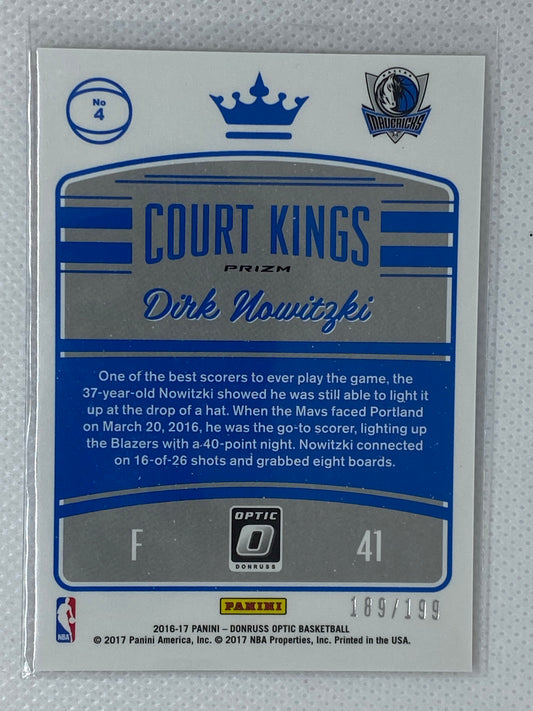 No
4
MAVERICKS
COURT KINGS
PRIZM
Dirk Nowitzki
One of the best scorers to ever play the game, the
37-year-old Nowitzki showed he was still able to light it
up at the drop of a hat. When the Mavs faced Portland
on March 20, 2016, he was the go-to scorer, lighting up
the Blazers with a 40-point night. Nowitzki connected
on 16-of-26 shots and grabbed eight boards.
F
OPTIC
DONRUSS
41
NBA
PANINI
189/199
2016-17 PANINI – DONRUSS OPTIC BASKETBALL
© 2017 Panini America, Inc. © 2017 NBA Properties, Inc. Printed in the USA.